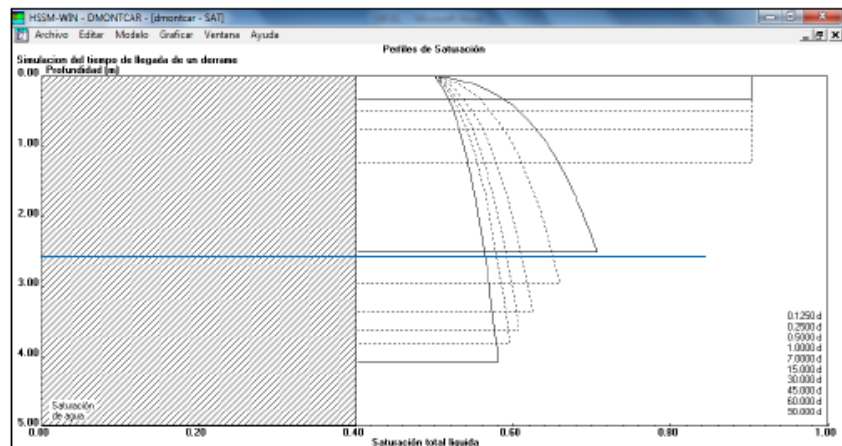 HSSM-WIN - DMONTCAR - [dmontcar - SAT]
Archivo Editar Modelo Graficar Ventana Ayuda
Perfiles de Saturación
Simulacion del tiempo de llegada de un derrame
Profundidad (m)
0.00
1.00
2.00
3.00
4.00
5.00
Saturación
de agua
0.1250 d
0.2500 d
0.5000 d
1.0000 d
7.0000 d
15.000 d
30.000 d
45.000 d
60.000 d
90.000 d
0.00 0.20 0.40 0.60 0.80 1.00
Saturación total líquida